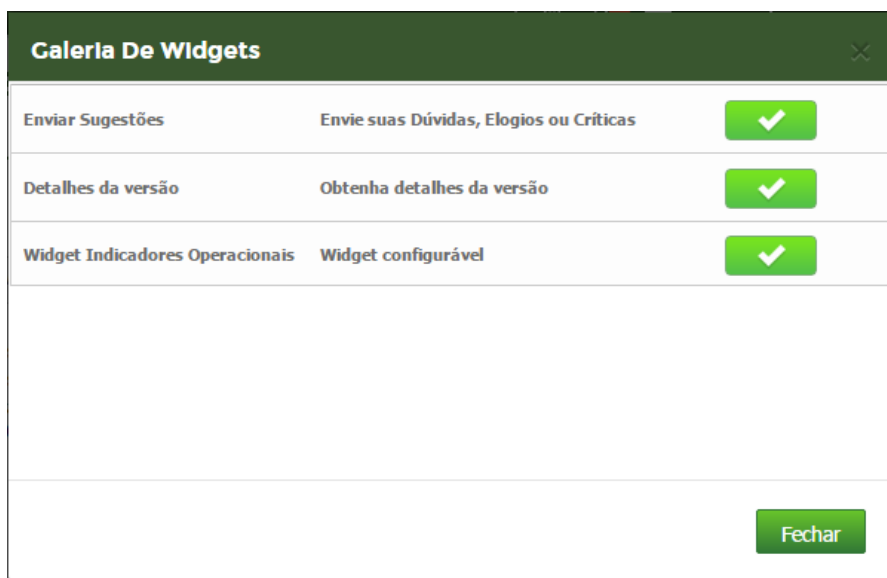 Galeria De Widgets
Enviar Sugestões Envie suas Dúvidas, Elogios ou Críticas
Detalhes da versão Obtenha detalhes da versão
Widget Indicadores Operacionais Widget configurável
Fechar